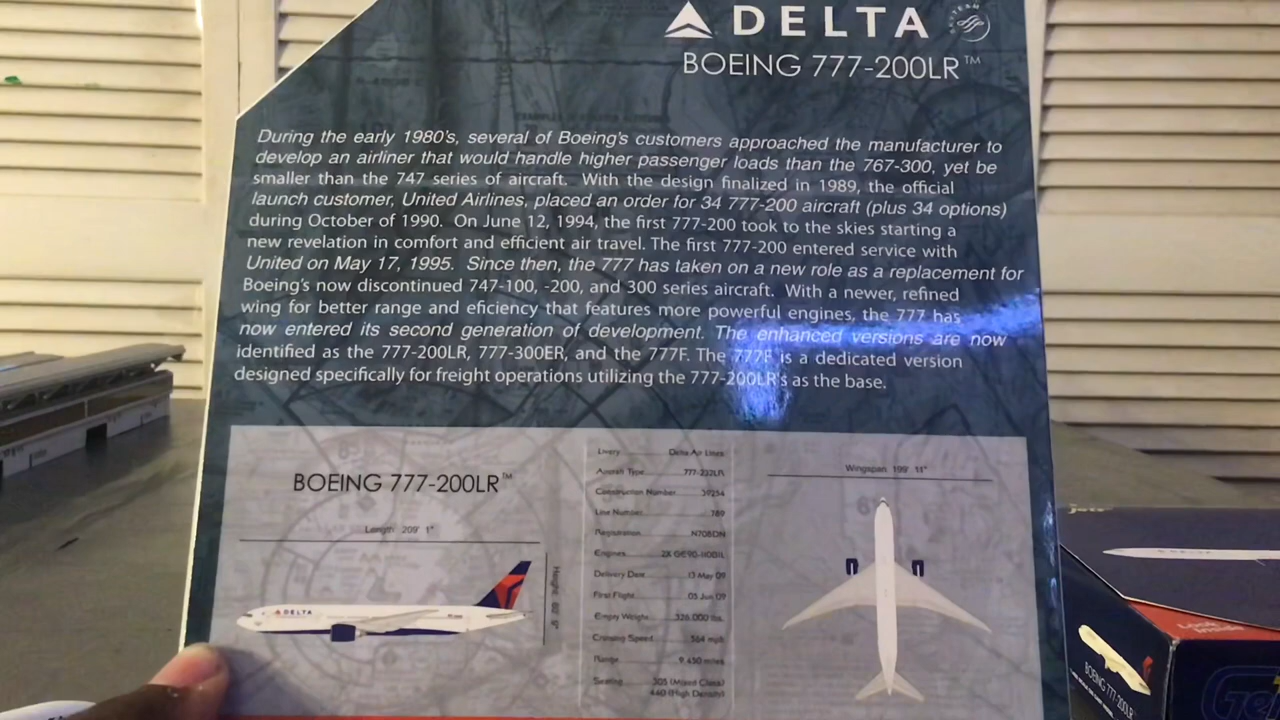 DELTA
BOEING 777-200LR™
During the early 1980's, several of Boeing's customers approached the manufacturer to
develop an airliner that would handle higher passenger loads than the 767-300, yet be
smaller than the 747 series of aircraft. With the design finalized in 1989, the official
launch customer, United Airlines, placed an order for 34 777-200 aircraft (plus 34 options)
during October of 1990. On June 12, 1994, the first 777-200 took to the skies starting a
new revelation in comfort and efficient air travel. The first 777-200 entered service with
United on May 17, 1995. Since then, the 777 has taken on a new role as a replacement for
Boeing's now discontinued 747-100, -200, and 300 series aircraft. With a newer, refined
wing for better range and eficiency that features more powerful engines, the 777 has
now entered its second generation of development. The enhanced versions are now
identified as the 777-200LR, 777-300ER, and the 777F. The 777F is a dedicated version
designed specifically for freight operations utilizing the 777-200LR's as the base.
BOEING 777-200LR™
Length 209' 1"
Height
DELTA
Livery Delta Air Lines
Aircraft Type 777-232LR
Construction Number 39254
Line Number 789
Registration N708DN
Engines 2X GE90-110B1L
Delivery Date 13 May 09
First Flight 05 Jun 09
Empty Weight 326,000 lbs.
Cruising Speed 564 mph
Range 9,450 miles
Seating 305 (Mixed Class)
440 (High Density)
Wingspan 199' 11"
Look
Inside
BOEING 777-200LR